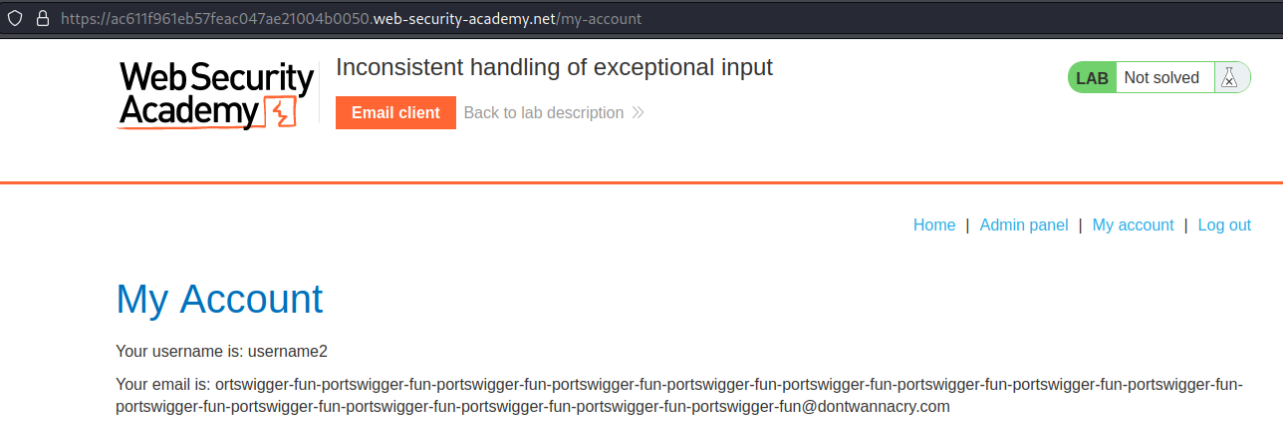 https://ac611f961eb57feac047ae21004b0050.web-security-academy.net/my-account
Web Security
Academy
Inconsistent handling of exceptional input
LAB Not solved
Email client Back to lab description
Home | Admin panel | My account | Log out
My Account
Your username is: username2
Your email is: ortswigger-fun-portswigger-fun-portswigger-fun-portswigger-fun-portswigger-fun-portswigger-fun-portswigger-fun-portswigger-fun-portswigger-fun-
portswigger-fun-portswigger-fun-portswigger-fun-portswigger-fun-portswigger-fun-portswigger-fun@dontwannacry.com